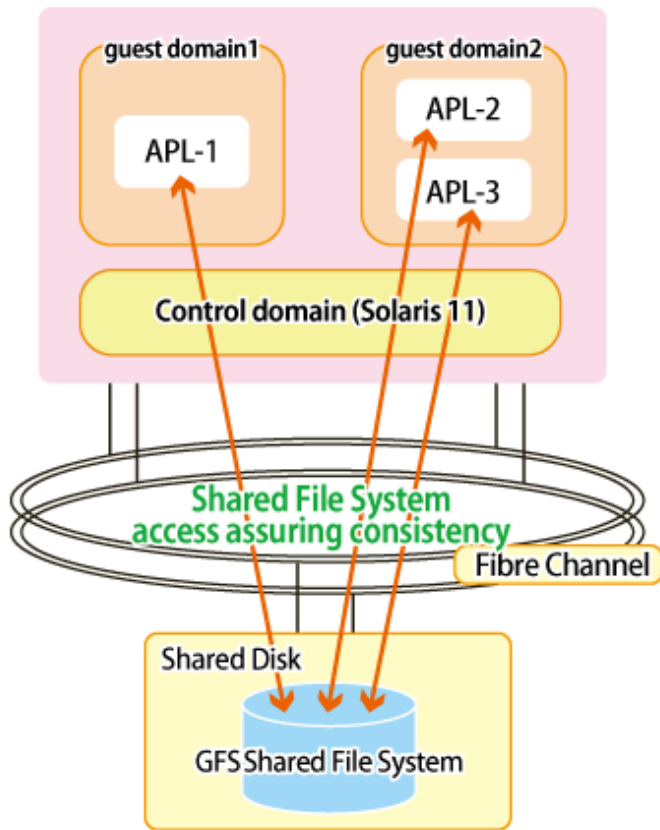 guest domain1
guest domain2
APL-1
APL-2
APL-3
Control domain (Solaris 11)
Shared File System
access assuring consistency
Fibre Channel
Shared Disk
GFS Shared File System